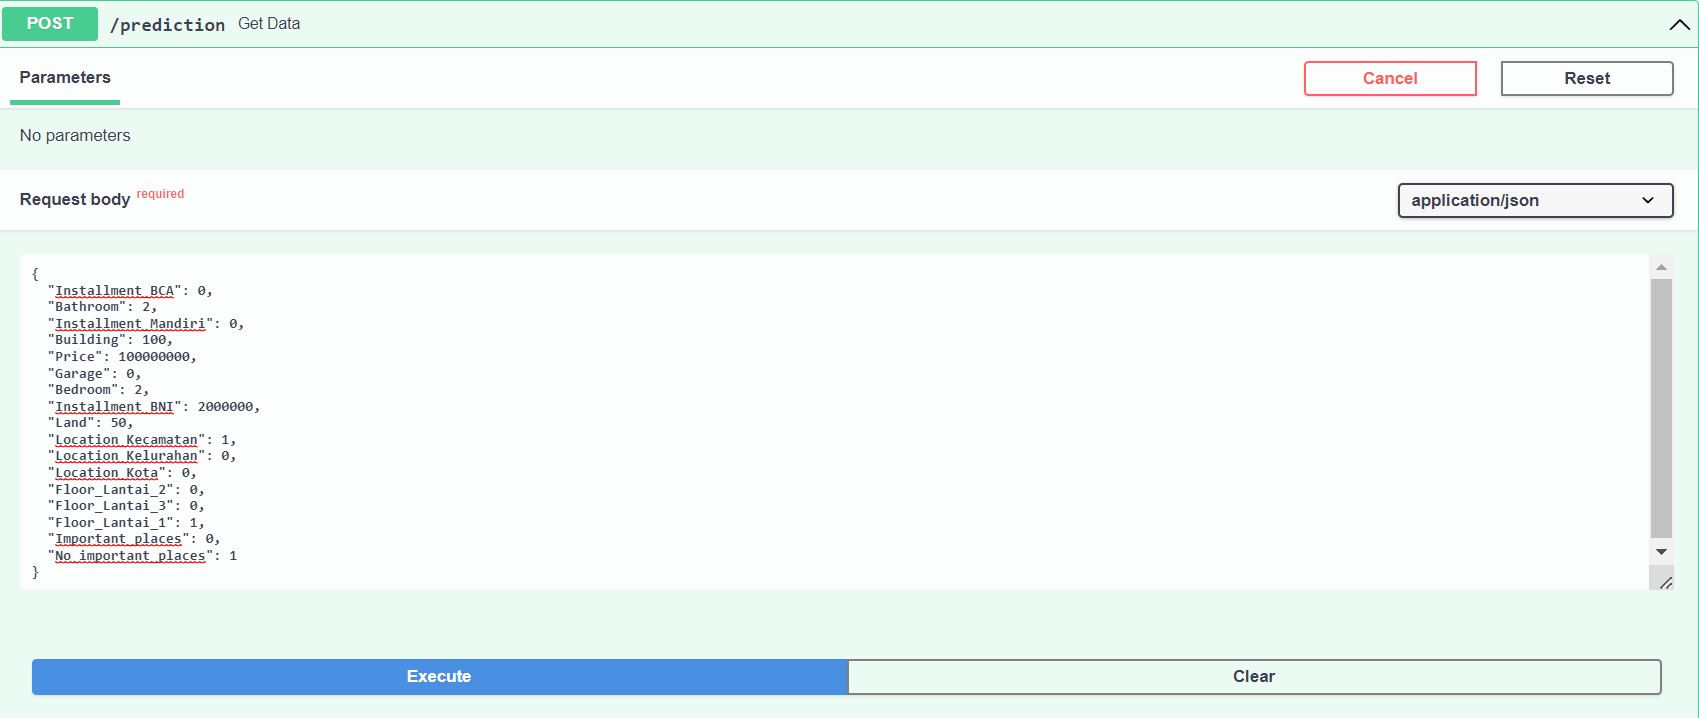 POST /prediction Get Data
Parameters Cancel Reset
No parameters
Request body required application/json
{
  "Installment_BCA": 0,
  "Bathroom": 2,
  "Installment_Mandiri": 0,
  "Building": 100,
  "Price": 100000000,
  "Garage": 0,
  "Bedroom": 2,
  "Installment_BNI": 2000000,
  "Land": 50,
  "Location_Kecamatan": 1,
  "Location_Kelurahan": 0,
  "Location_Kota": 0,
  "Floor_Lantai_2": 0,
  "Floor_Lantai_3": 0,
  "Floor_Lantai_1": 1,
  "Important_places": 0,
  "No_important_places": 1
}
Execute Clear